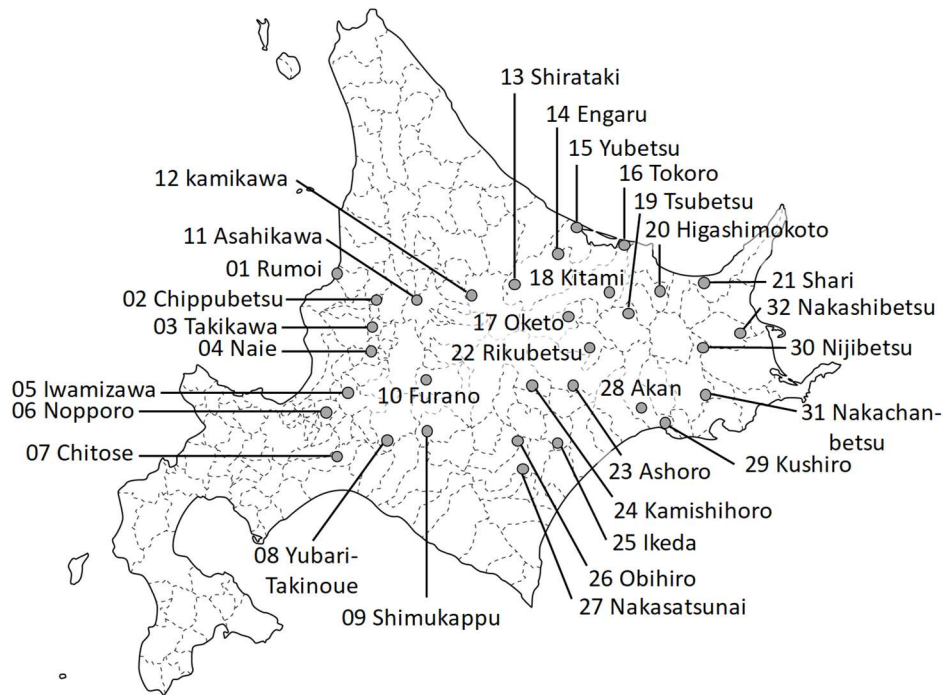 13 Shirataki
14 Engaru
15 Yubetsu
16 Tokoro
12 kamikawa
19 Tsubetsu
20 Higashimokoto
11 Asahikawa
01 Rumoi
18 Kitami
21 Shari
02 Chippubetsu
32 Nakashibetsu
03 Takikawa
17 Oketo
04 Naie
22 Rikubetsu
30 Nijibetsu
05 Iwamizawa
10 Furano
28 Akan
06 Nopporo
31 Nakachan-
betsu
07 Chitose
29 Kushiro
23 Ashoro
24 Kamishihoro
25 Ikeda
08 Yubari-
Takinoue
26 Obihiro
27 Nakasatsunai
09 Shimukappu